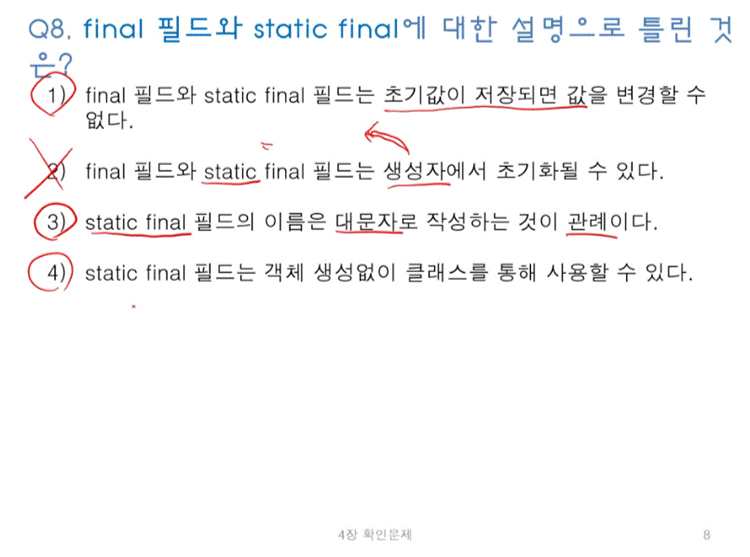 Q8. final 필드와 static final에 대한 설명으로 틀린 것
은?
1) final 필드와 static final 필드는 초기값이 저장되면 값을 변경할 수
없다.
2) final 필드와 static final 필드는 생성자에서 초기화될 수 있다.
3) static final 필드의 이름은 대문자로 작성하는 것이 관례이다.
4) static final 필드는 객체 생성없이 클래스를 통해 사용할 수 있다.
4장 확인문제
8